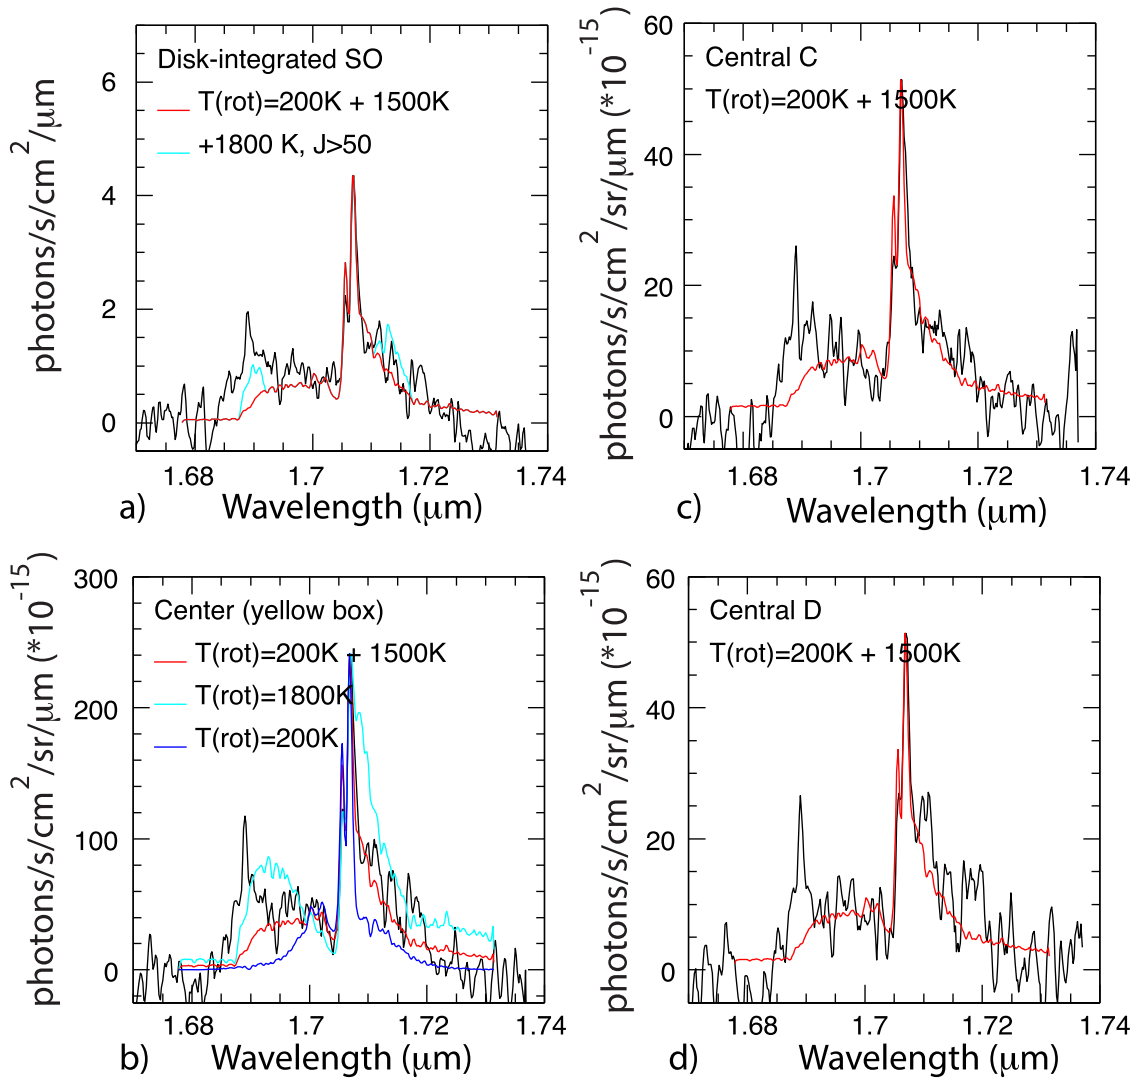 Disk-integrated SO
T(rot)=200K + 1500K
+1800 K, J>50
photons/s/cm2/μm
6
4
2
0
1.68
1.7
1.72
1.74
a)
Wavelength (μm)
Central C
T(rot)=200K + 1500K
photons/s/cm2/sr/μm (*10-15)
60
40
20
0
1.68
1.7
1.72
1.74
c)
Wavelength (μm)
Center (yellow box)
T(rot)=200K + 1500K
T(rot)=1800K
T(rot)=200K
photons/s/cm2/sr/μm (*10-15)
300
200
100
0
1.68
1.7
1.72
1.74
b)
Wavelength (μm)
Central D
T(rot)=200K + 1500K
photons/s/cm2/sr/μm (*10-15)
60
40
20
0
1.68
1.7
1.72
1.74
d)
Wavelength (μm)